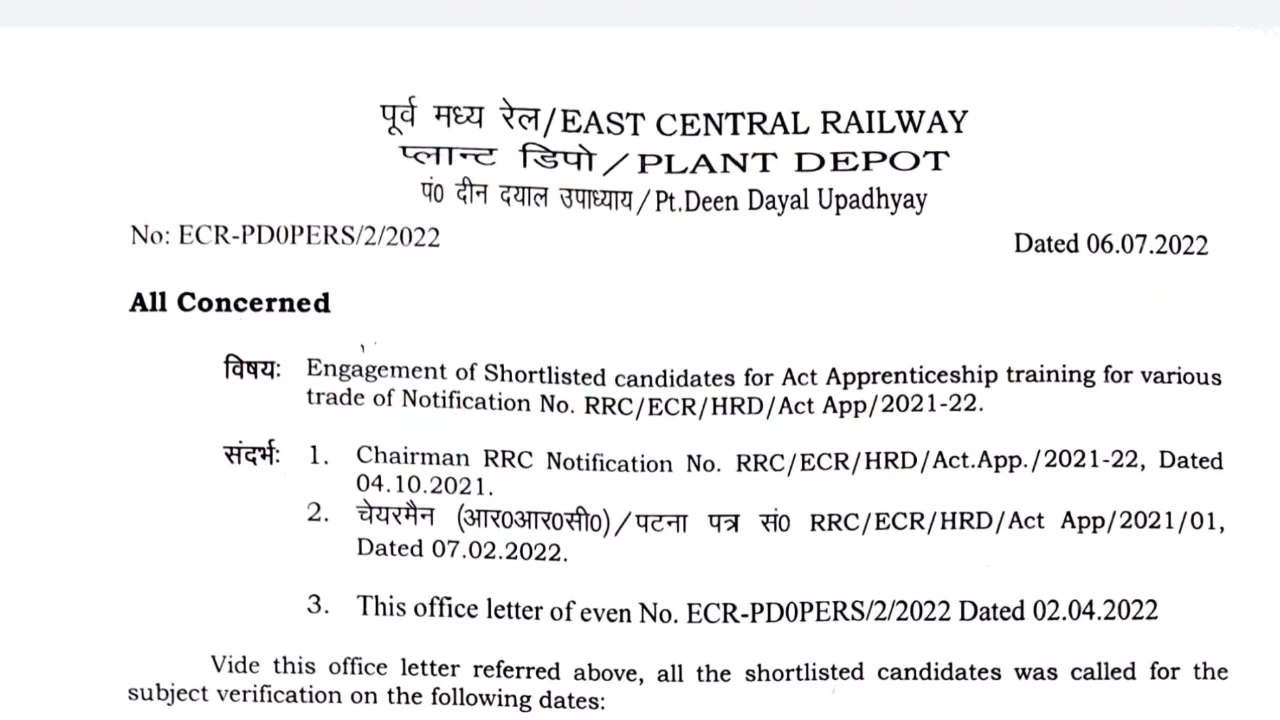 पूर्व मध्य रेल/EAST CENTRAL RAILWAY
प्लान्ट डिपो/PLANT DEPOT
पं0 दीन दयाल उपाध्याय/Pt.Deen Dayal Upadhyay
No: ECR-PD0PERS/2/2022
Dated 06.07.2022
All Concerned
विषय: Engagement of Shortlisted candidates for Act Apprenticeship training for various
trade of Notification No. RRC/ECR/HRD/Act App/2021-22.
संदर्भ: 1. Chairman RRC Notification No. RRC/ECR/HRD/Act.App./2021-22, Dated
04.10.2021.
2. चेयरमैन (आर0आर0सी0)/पटना पत्र सं0 RRC/ECR/HRD/Act App/2021/01,
Dated 07.02.2022.
3. This office letter of even No. ECR-PD0PERS/2/2022 Dated 02.04.2022
Vide this office letter referred above, all the shortlisted candidates was called for the
subject verification on the following dates: